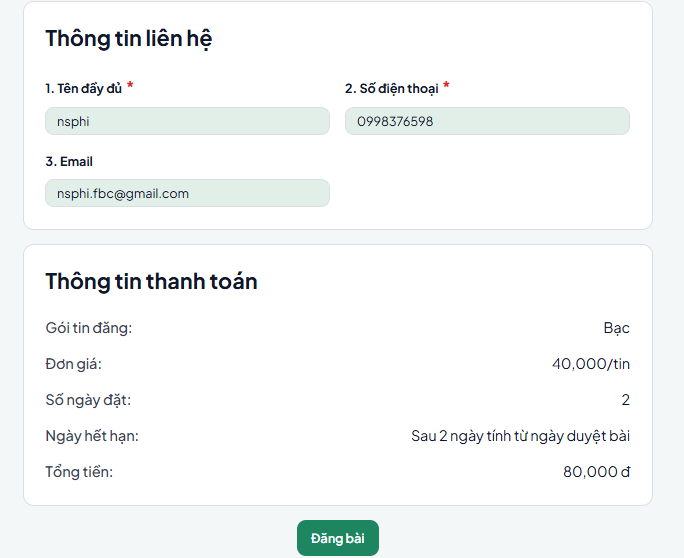 Thông tin liên hệ
1. Tên đầy đủ *
2. Số điện thoại *
nsphi
0998376598
3. Email
nsphi.fbc@gmail.com
Thông tin thanh toán
Gói tin đăng: Bạc
Đơn giá: 40,000/tin
Số ngày đặt: 2
Ngày hết hạn: Sau 2 ngày tính từ ngày duyệt bài
Tổng tiền: 80,000 đ
Đăng bài